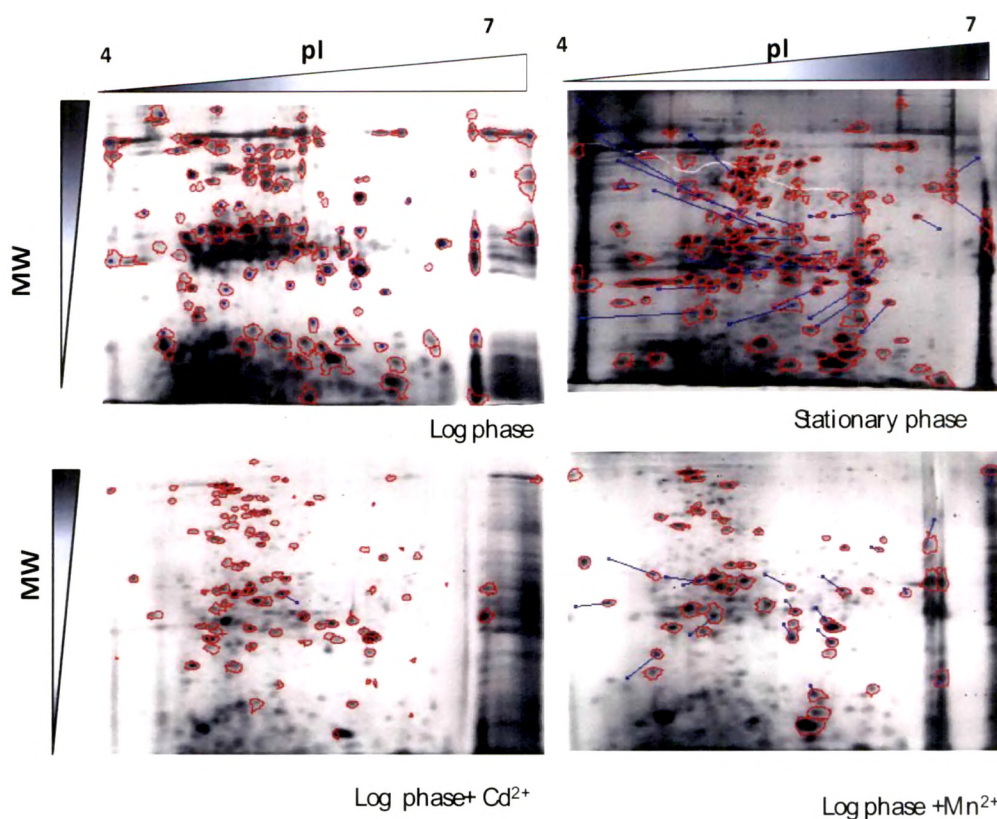 4 pI 7
4 pI 7
MW
Log phase
Stationary phase
MW
Log phase+ Cd²⁺
Log phase +Mn²⁺